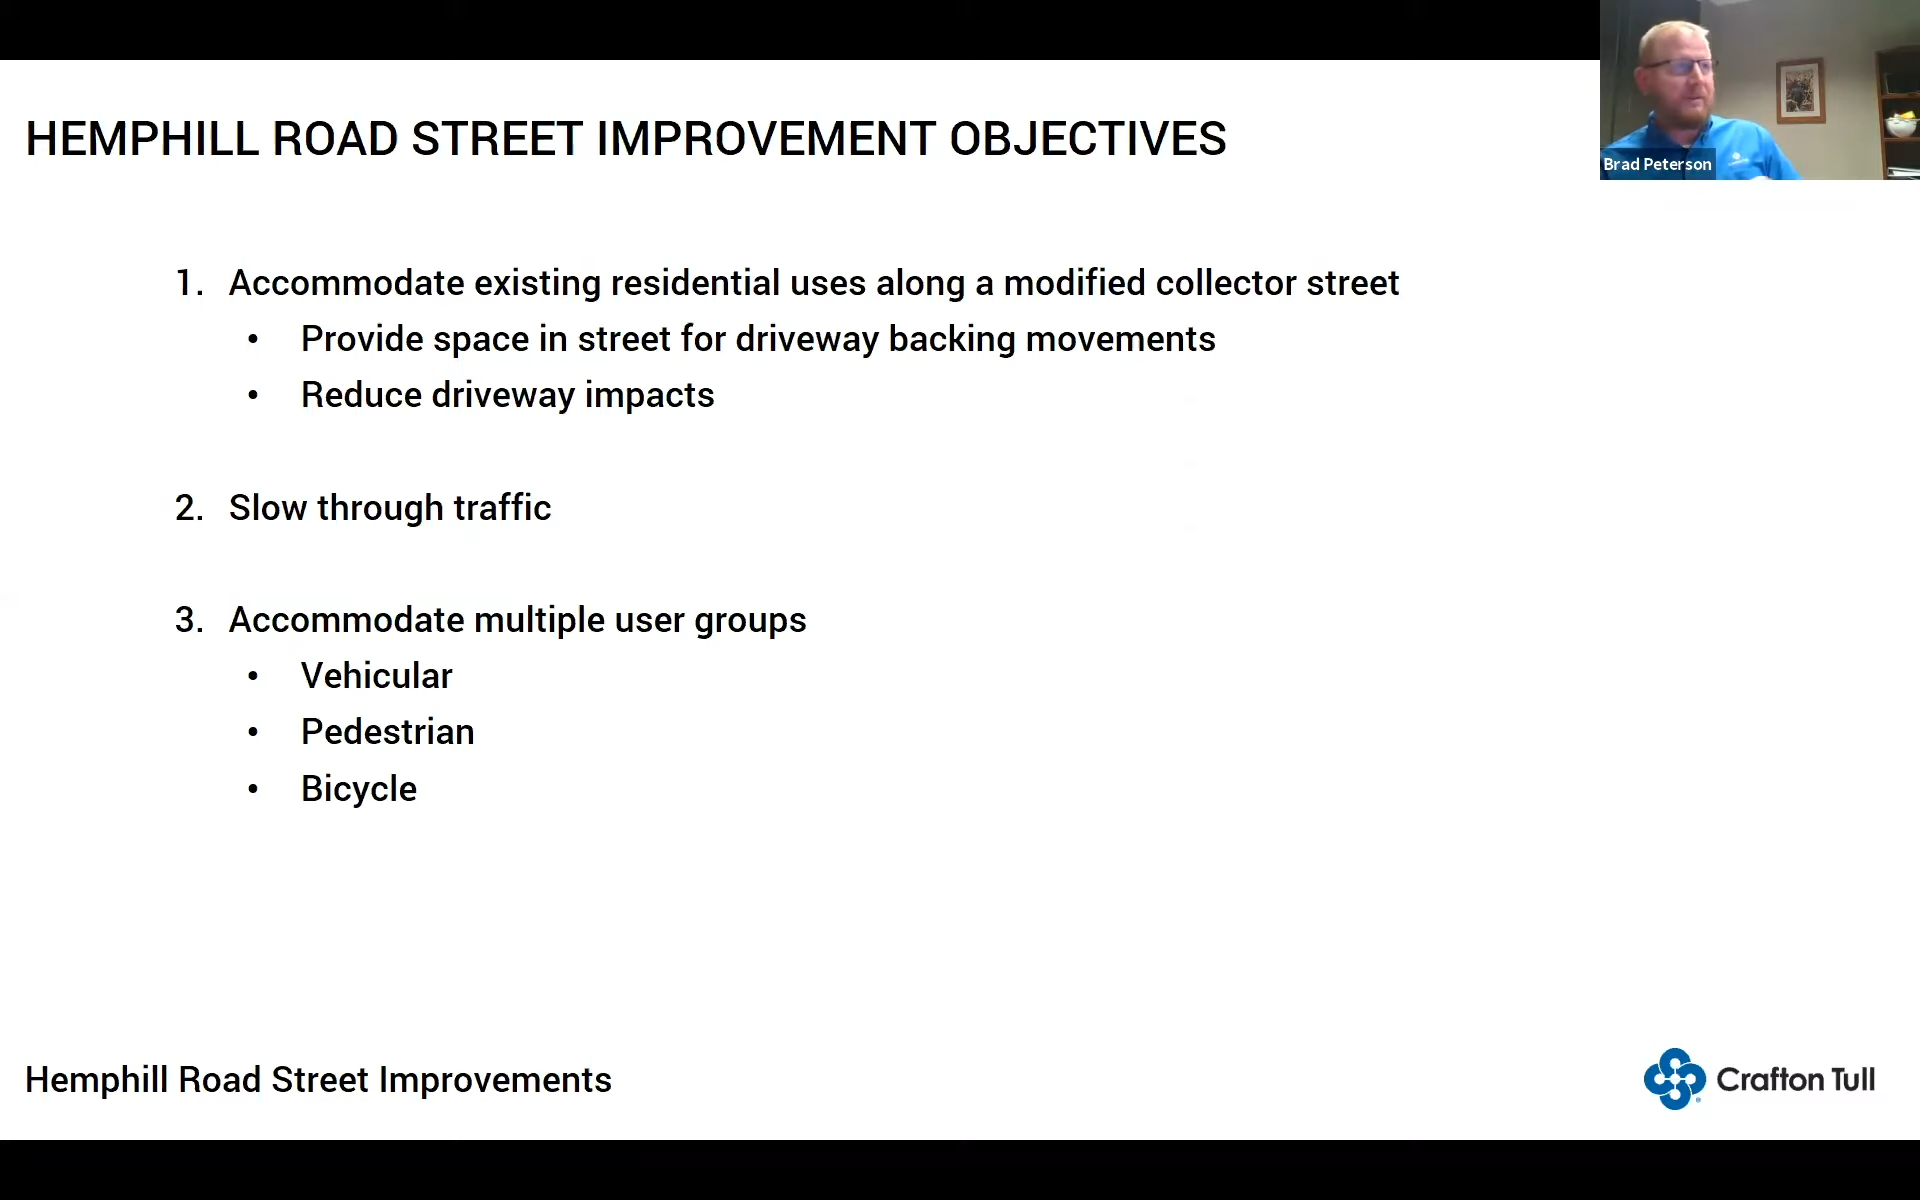 HEMPHILL ROAD STREET IMPROVEMENT OBJECTIVES
Brad Peterson
1. Accommodate existing residential uses along a modified collector street
• Provide space in street for driveway backing movements
• Reduce driveway impacts
2. Slow through traffic
3. Accommodate multiple user groups
• Vehicular
• Pedestrian
• Bicycle
Hemphill Road Street Improvements
Crafton Tull